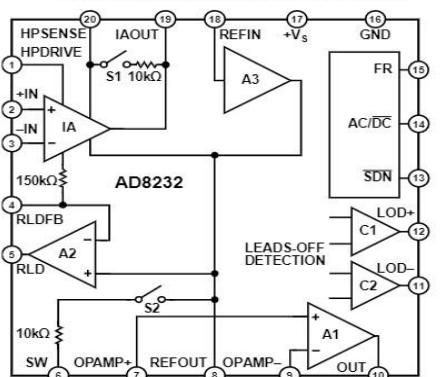 20 19 18 17 16
HPSENSE IAOUT REFIN +VS GND
HPDRIVE
1
S1 10kΩ
A3
FR 15
+IN
2
IA
–IN
3
AC/DC 14
150kΩ
AD8232
SDN 13
4
RLDFB
LOD+
C1 12
A2
5
RLD
LEADS-OFF
DETECTION
LOD–
C2 11
S2
10kΩ
A1
SW OPAMP+ REFOUT OPAMP– OUT
6 7 8 9 10